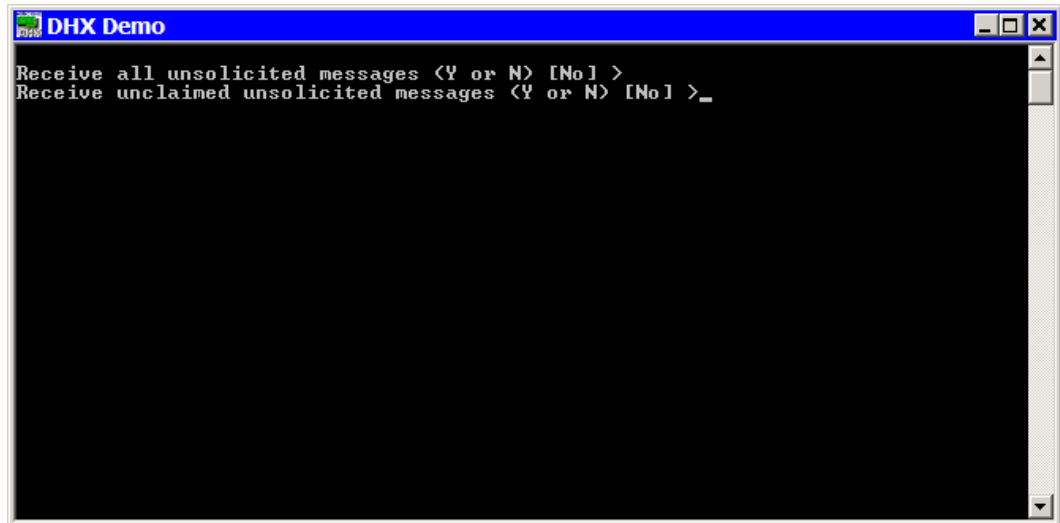 DHX Demo
Receive all unsolicited messages (Y or N) [No] >
Receive unclaimed unsolicited messages (Y or N) [No] >_